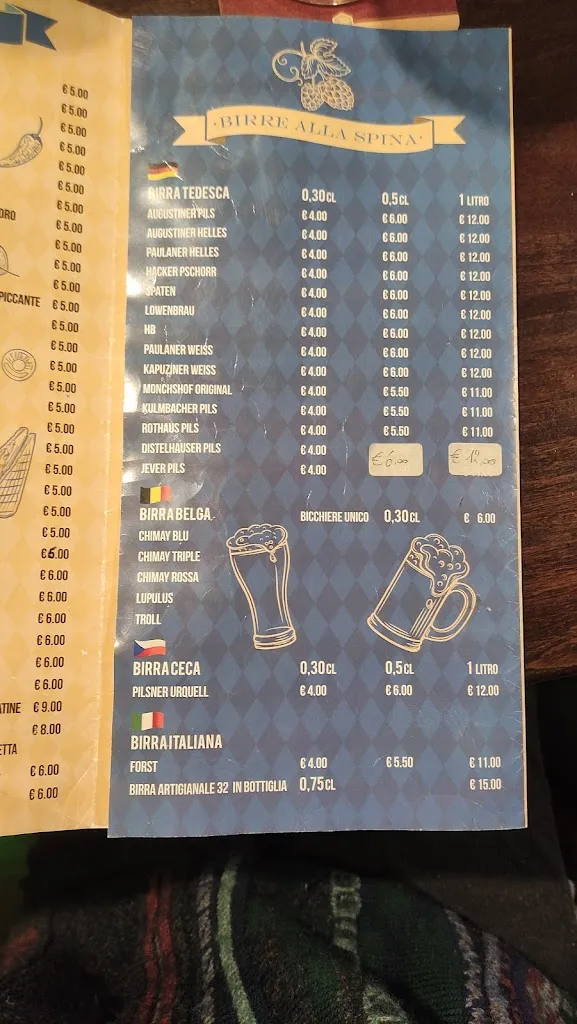 € 5.00
€ 5.00
€ 5.00
€ 5.00
€ 5.00
€ 5.00
ORO € 5.00
€ 5.00
€ 5.00
€ 5.00
€ 5.00
PICCANTE € 5.00
€ 5.00
€ 5.00
€ 5.00
€ 5.00
€ 5.00
€ 5.00
€ 5.00
€ 5.00
€ 5.00
€ 5.00
€ 5.00
€ 6.00
€ 6.00
€ 6.00
€ 6.00
€ 6.00
€ 6.00
€ 6.00
ATINE € 9.00
€ 8.00
ETTA
€ 6.00
€ 6.00
·BIRRE ALLA SPINA·
BIRRA TEDESCA 0,30CL 0,5CL 1 LITRO
AUGUSTINER PILS € 4.00 € 6.00 € 12.00
AUGUSTINER HELLES € 4.00 € 6.00 € 12.00
PAULANER HELLES € 4.00 € 6.00 € 12.00
HACKER PSCHORR € 4.00 € 6.00 € 12.00
SPATEN € 4.00 € 6.00 € 12.00
LOWENBRAU € 4.00 € 6.00 € 12.00
HB € 4.00 € 6.00 € 12.00
PAULANER WEISS € 4.00 € 6.00 € 12.00
KAPUZINER WEISS € 4.00 € 6.00 € 12.00
MONCHSHOF ORIGINAL € 4.00 € 5.50 € 11.00
KULMBACHER PILS € 4.00 € 5.50 € 11.00
ROTHAUS PILS € 4.00 € 5.50 € 11.00
DISTELHAUSER PILS € 4.00 € 6,00 € 12,00
JEVER PILS € 4.00
BIRRA BELGA BICCHIERE UNICO 0,30CL € 6.00
CHIMAY BLU
CHIMAY TRIPLE
CHIMAY ROSSA
LUPULUS
TROLL
BIRRA CECA 0,30CL 0,5CL 1 LITRO
PILSNER URQUELL € 4.00 € 6.00 € 12.00
BIRRA ITALIANA
FORST € 4.00 € 5.50 € 11.00
BIRRA ARTIGIANALE 32 IN BOTTIGLIA 0,75CL € 15.00